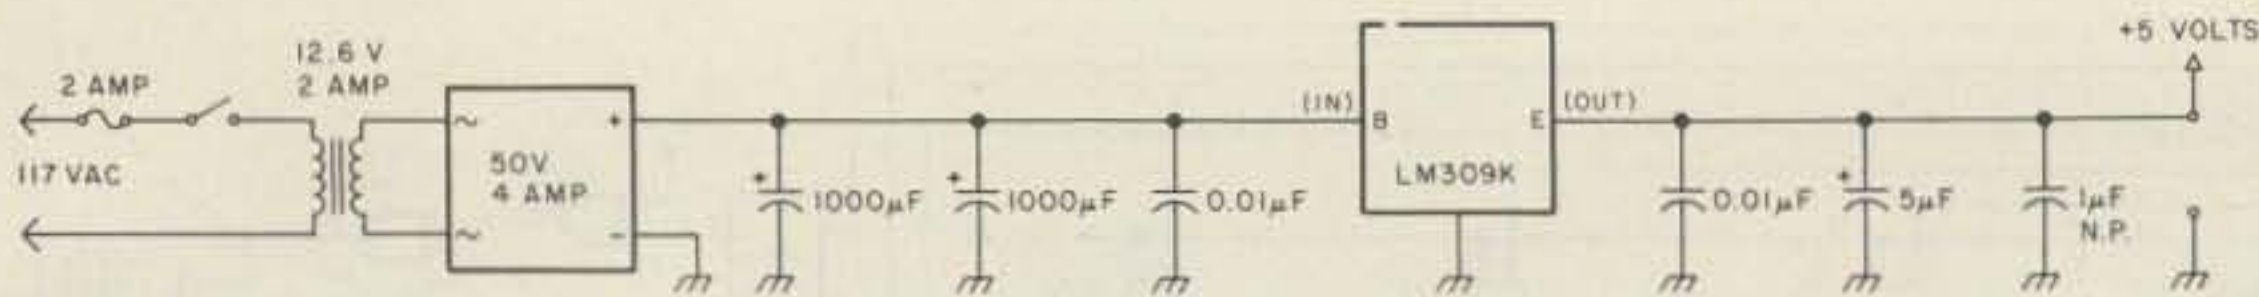 2 AMP
117 VAC
12.6 V
2 AMP
~
~
+
-
50V
4 AMP
+
1000µF
+
1000µF
0.01µF
(IN)
B
E
LM309K
(OUT)
0.01µF
+
5µF
1µF
N.P.
+5 VOLTS